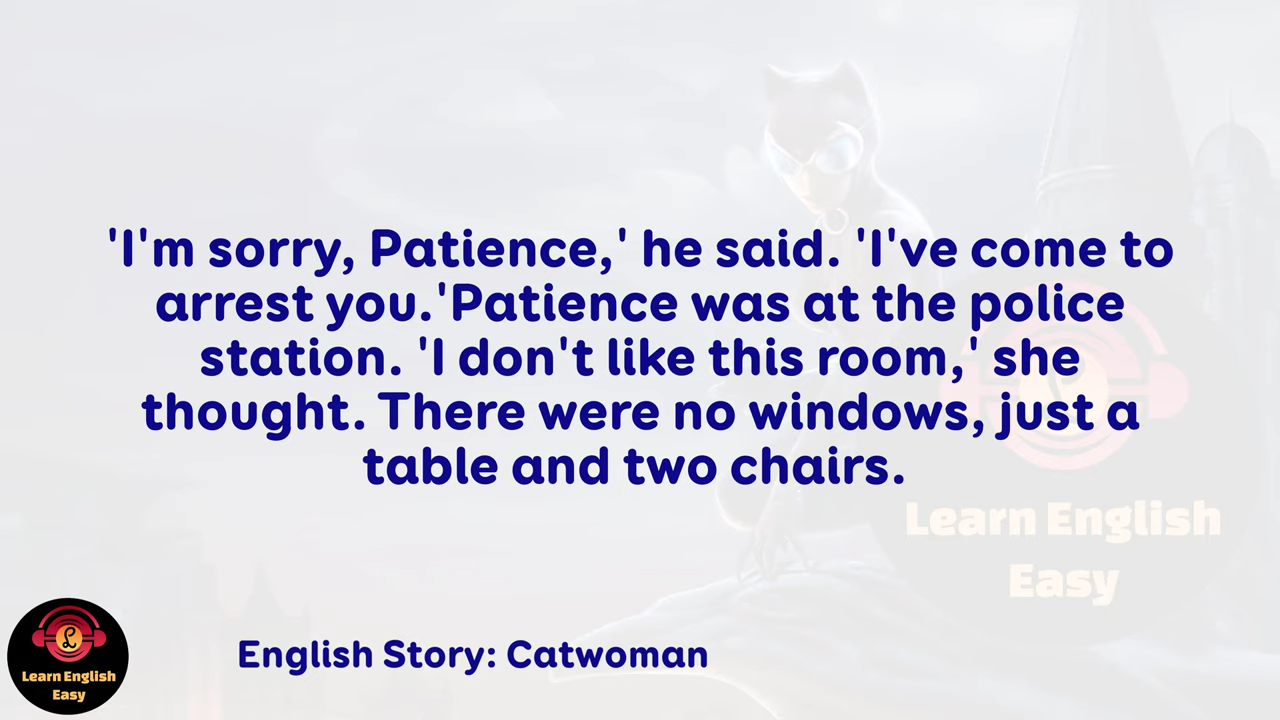 'I'm sorry, Patience,' he said. 'I've come to
arrest you.'Patience was at the police
station. 'I don't like this room,' she
thought. There were no windows, just a
table and two chairs.
Learn English
Easy
English Story: Catwoman
Learn English
Easy